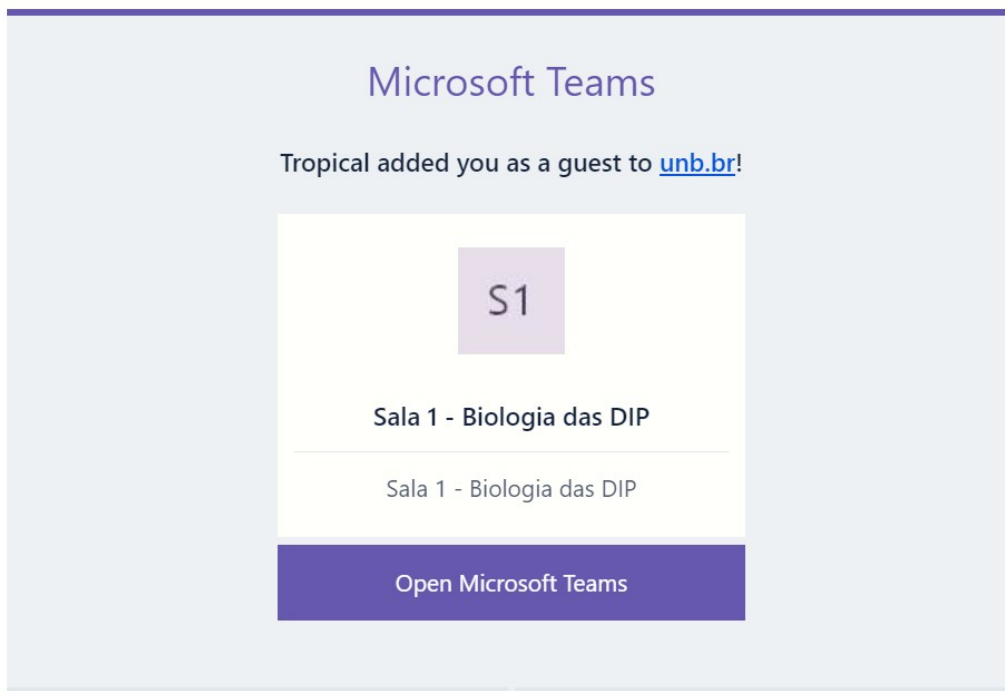 Microsoft Teams
Tropical added you as a guest to unb.br!
S1
Sala 1 - Biologia das DIP
Sala 1 - Biologia das DIP
Open Microsoft Teams